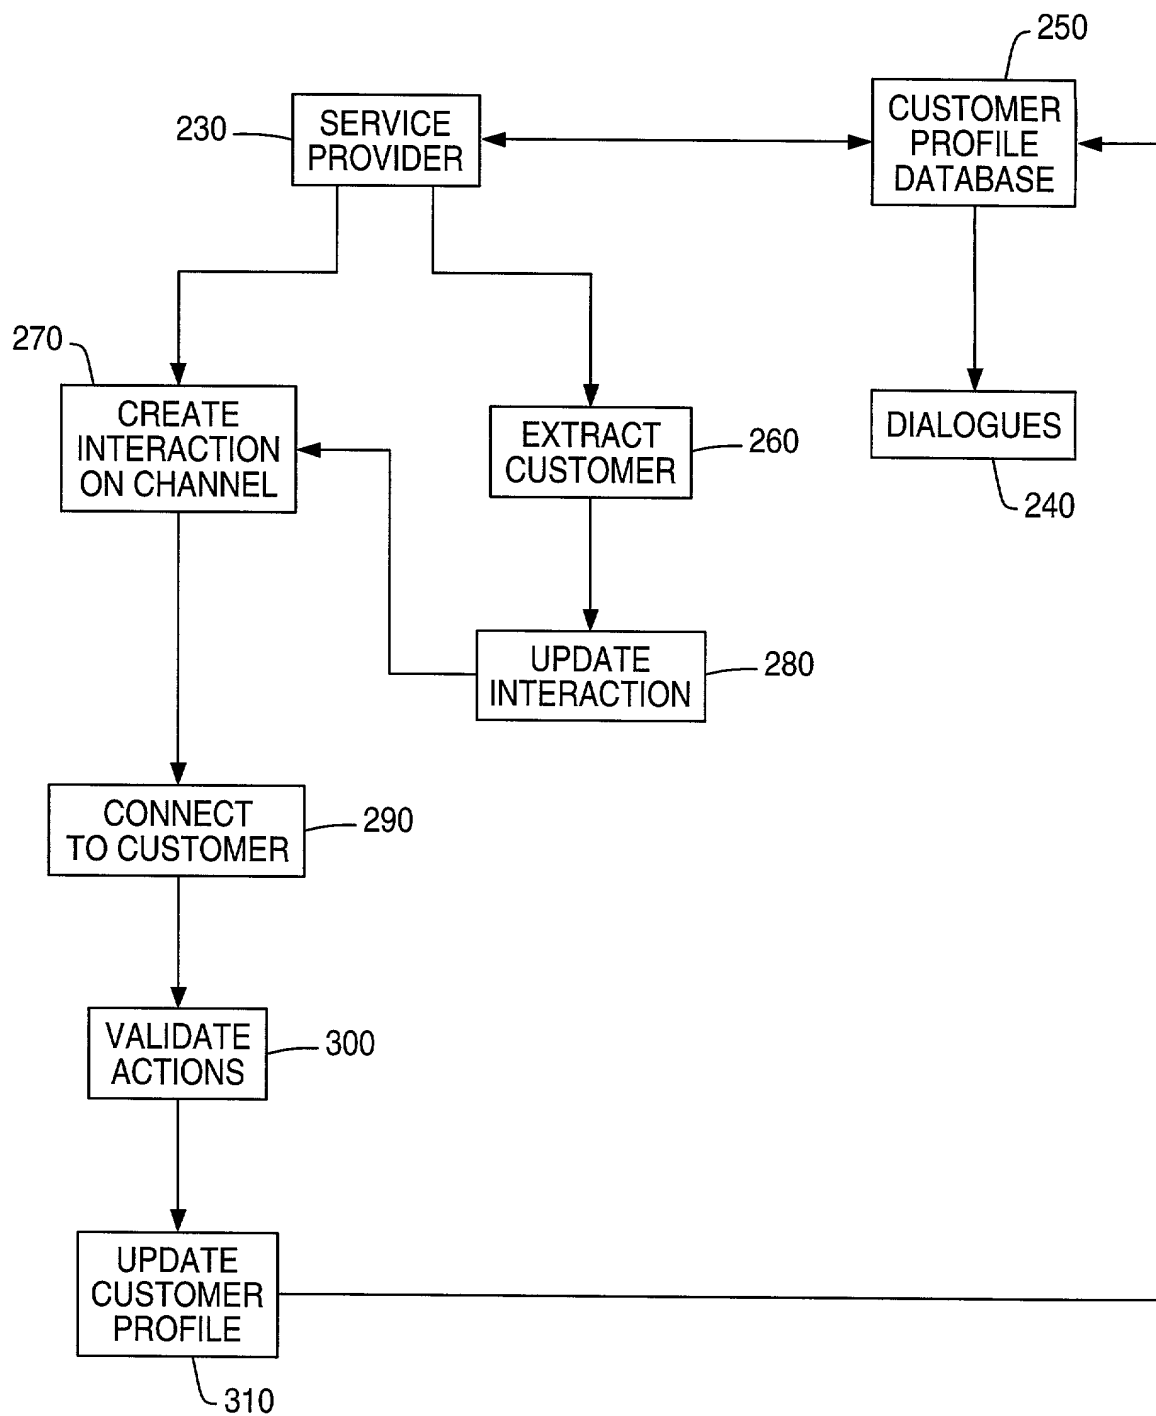 250
230
SERVICE
PROVIDER
CUSTOMER
PROFILE
DATABASE
270
CREATE
INTERACTION
ON CHANNEL
EXTRACT
CUSTOMER
260
DIALOGUES
240
UPDATE
INTERACTION
280
CONNECT
TO CUSTOMER
290
VALIDATE
ACTIONS
300
UPDATE
CUSTOMER
PROFILE
310